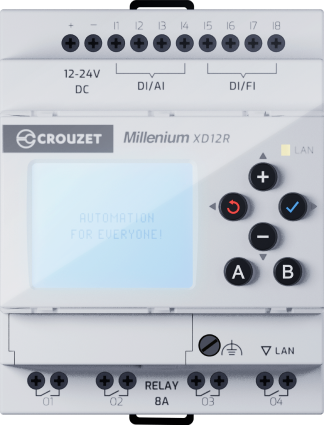 + − I1 I2 I3 I4 I5 I6 I7 I8
12-24V DI/AI DI/FI
DC
CROUZET Millenium XD12R
LAN
AUTOMATION
FOR EVERYONE!
A B
LAN
O1 O2 RELAY O3 O4
8A